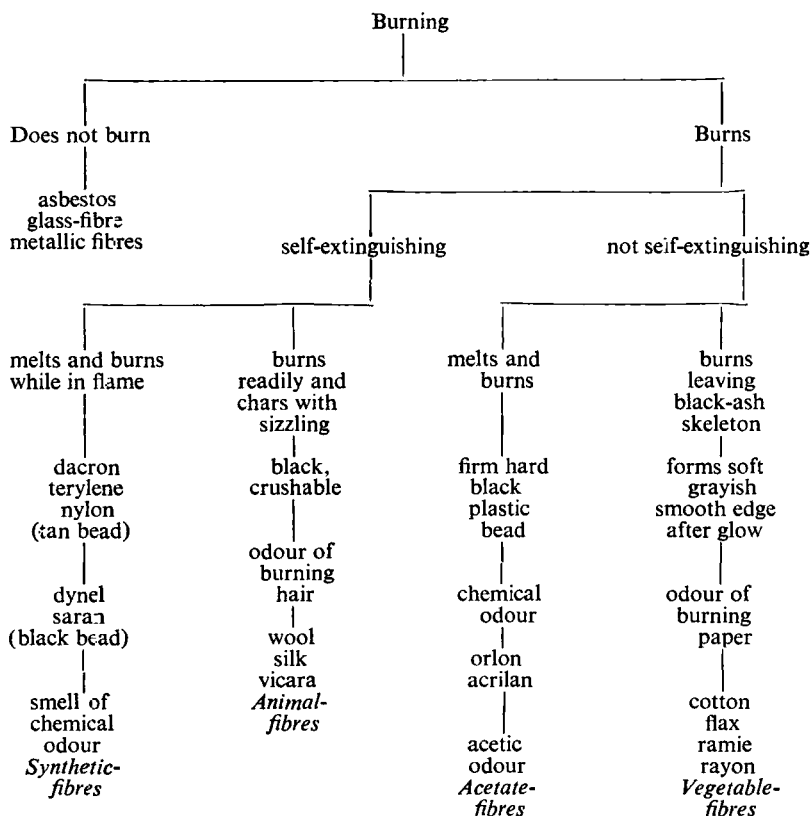 Burning
Does not burn
Burns
asbestos
glass-fibre
metallic fibres
self-extinguishing
not self-extinguishing
melts and burns
while in flame
dacron
terylene
nylon
(tan bead)
dynel
saran
(black bead)
smell of
chemical
odour
Synthetic-
fibres
burns
readily and
chars with
sizzling
black,
crushable
odour of
burning
hair
wool
silk
vicara
Animal-
fibres
melts and
burns
firm hard
black
plastic
bead
chemical
odour
orlon
acrilan
acetic
odour
Acetate-
fibres
burns
leaving
black-ash
skeleton
forms soft
grayish
smooth edge
after glow
odour of
burning
paper
cotton
flax
ramie
rayon
Vegetable-
fibres